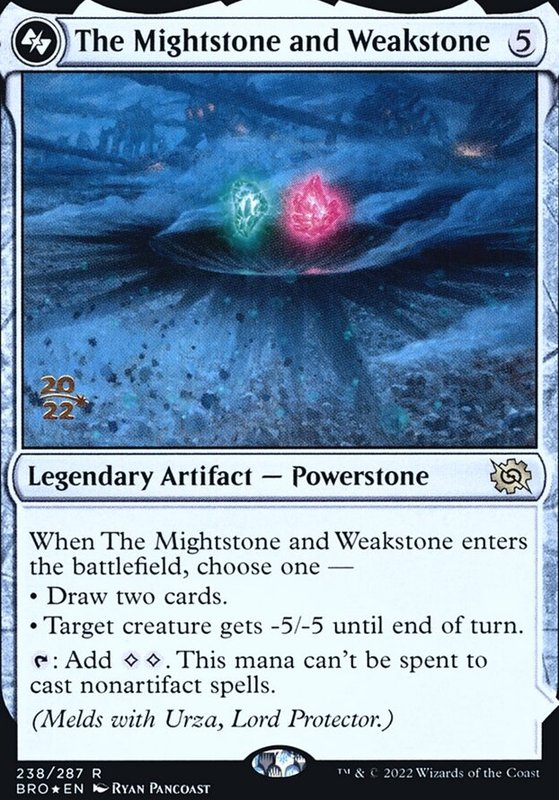 The Mightstone and Weakstone 5
20
22
Legendary Artifact — Powerstone
When The Mightstone and Weakstone enters
the battlefield, choose one —
• Draw two cards.
• Target creature gets -5/-5 until end of turn.
: Add . This mana can't be spent to
cast nonartifact spells.
(Melds with Urza, Lord Protector.)
238/287 R
BRO★EN Ryan Pancoast
™ & © 2022 Wizards of the Coast